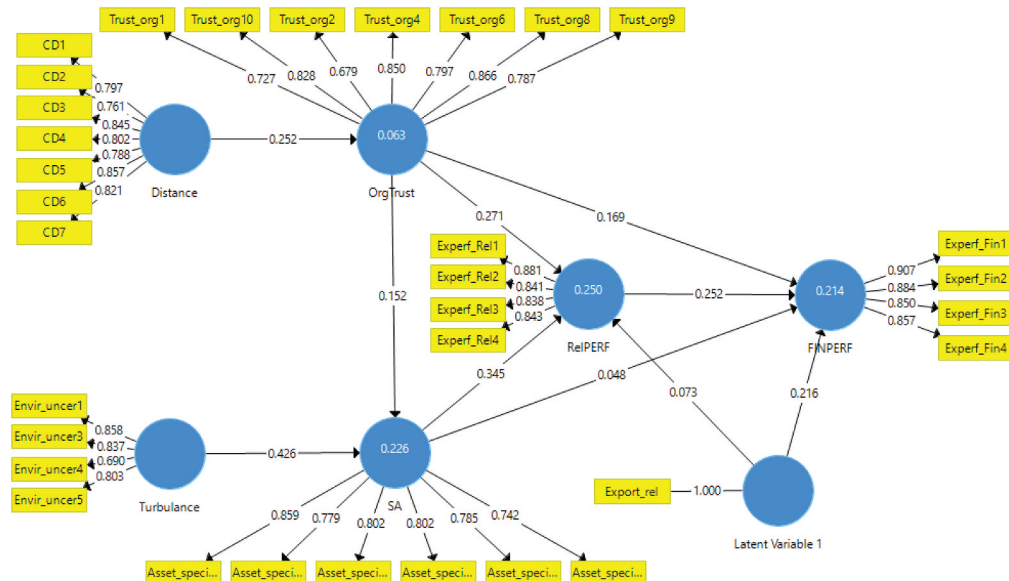 Trust_org1
Trust_org10
Trust_org2
Trust_org4
Trust_org6
Trust_org8
Trust_org9
0.727
0.828
0.679
0.850
0.797
0.866
0.787
CD1
CD2
CD3
CD4
CD5
CD6
CD7
0.797
0.761
0.845
0.802
0.788
0.857
0.821
Distance
0.252
0.063
OrgTrust
0.271
0.169
0.152
Experf_Rel1
Experf_Rel2
Experf_Rel3
Experf_Rel4
0.881
0.841
0.838
0.843
0.250
RelPERF
0.252
0.214
FINPERF
0.907
0.884
0.850
0.857
Experf_Fin1
Experf_Fin2
Experf_Fin3
Experf_Fin4
0.345
0.048
0.073
0.216
Envir_uncer1
Envir_uncer3
Envir_uncer4
Envir_uncer5
0.858
0.837
0.690
0.803
Turbulance
0.426
0.226
SA
Export_rel
1.000
Latent Variable 1
0.859
0.779
0.802
0.802
0.785
0.742
Asset_speci...
Asset_speci...
Asset_speci...
Asset_speci...
Asset_speci...
Asset_speci...